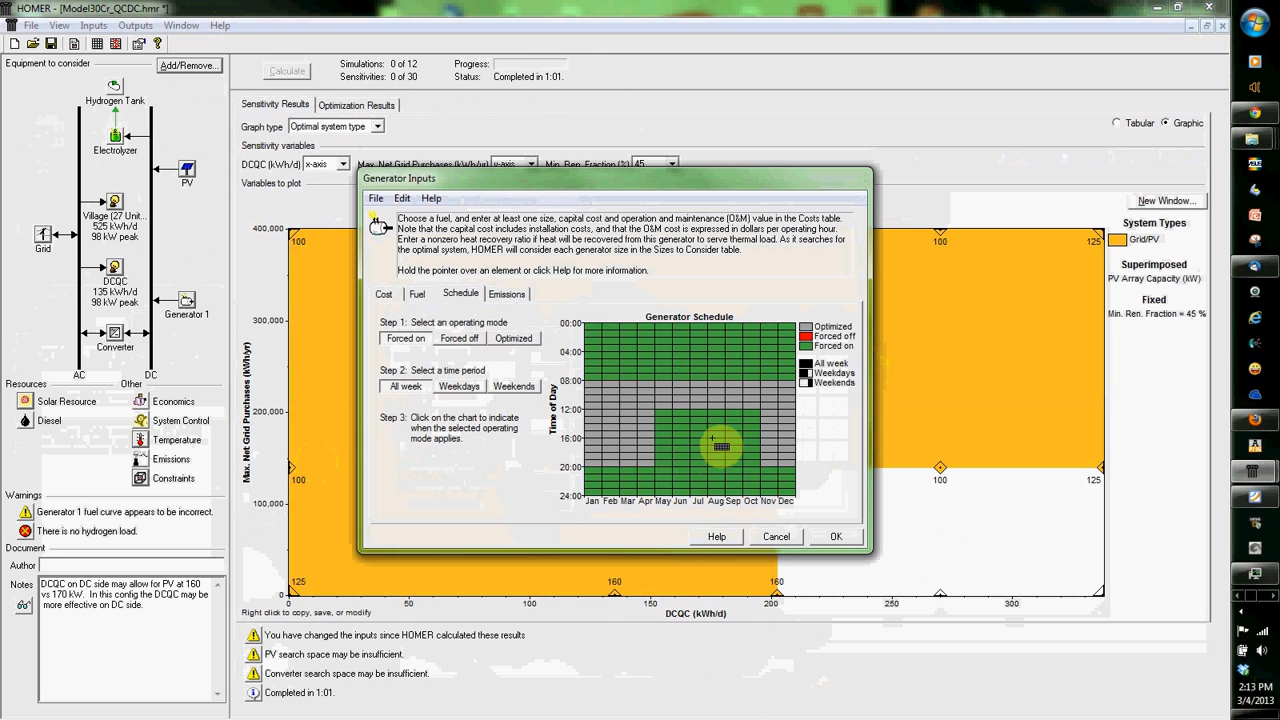 HOMER - [Model30Cr_QCDC.hmr *]
File View Inputs Outputs Window Help
Equipment to consider
Add/Remove...
Hydrogen Tank
Electrolyzer
PV
Village (27 Unit...
525 kWh/d
98 kW peak
Grid
DCQC
135 kWh/d
98 kW peak
Generator 1
Converter
AC DC
Resources Other
Solar Resource Economics
Diesel System Control
Temperature
Emissions
Constraints
Warnings
Generator 1 fuel curve appears to be incorrect.
There is no hydrogen load.
Document
Author
Notes
DCQC on DC side may allow for PV at 160
vs 170 kW. In this config the DCQC may be
more effective on DC side.
Calculate
Simulations: 0 of 12
Sensitivities: 0 of 30
Progress:
Status: Completed in 1:01.
Sensitivity Results Optimization Results
Graph type Optimal system type
Tabular Graphic
Sensitivity variables
DCQC (kWh/d) x-axis Max. Net Grid Purchases (kWh/yr) y-axis Min. Ren. Fraction (%) 45
Variables to plot
New Window...
System Types
Grid/PV
Superimposed
PV Array Capacity (kW)
Fixed
Min. Ren. Fraction = 45 %
Max. Net Grid Purchases (kWh/yr)
400,000
300,000
200,000
100,000
0
100 100 125
100 100 125
125 160 160
0 50 100 150 200 250 300
DCQC (kWh/d)
Right click to copy, save, or modify
Generator Inputs
File Edit Help
Choose a fuel, and enter at least one size, capital cost and operation and maintenance (O&M) value in the Costs table.
Note that the capital cost includes installation costs, and that the O&M cost is expressed in dollars per operating hour.
Enter a nonzero heat recovery ratio if heat will be recovered from this generator to serve thermal load. As it searches for
the optimal system, HOMER will consider each generator size in the Sizes to Consider table.
Hold the pointer over an element or click Help for more information.
Cost Fuel Schedule Emissions
Step 1: Select an operating mode
Forced on Forced off Optimized
Step 2: Select a time period
All week Weekdays Weekends
Step 3: Click on the chart to indicate
when the selected operating
mode applies.
Generator Schedule
Time of Day
00:00
04:00
08:00
12:00
16:00
20:00
24:00
Jan Feb Mar Apr May Jun Jul Aug Sep Oct Nov Dec
Optimized
Forced off
Forced on
All week
Weekdays
Weekends
Help Cancel OK
You have changed the inputs since HOMER calculated these results
PV search space may be insufficient.
Converter search space may be insufficient.
Completed in 1:01.
2:13 PM
3/4/2013